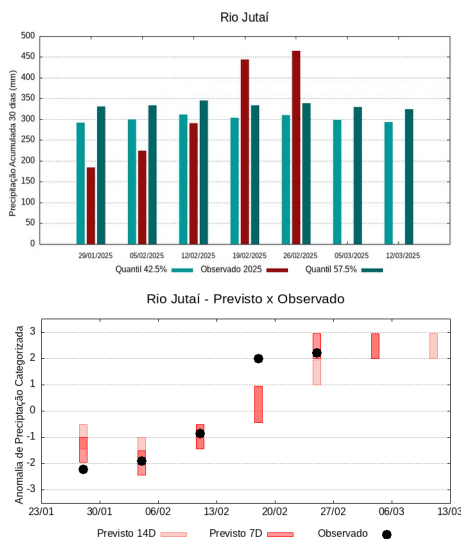 Rio Jutaí
Precipitação Acumulada 30 dias (mm)
500
450
400
350
300
250
200
150
100
50
0
29/01/2025 05/02/2025 12/02/2025 19/02/2025 26/02/2025 05/03/2025 12/03/2025
Quantil 42.5% Observado 2025 Quantil 57.5%
Rio Jutaí - Previsto x Observado
Anomalia de Preciptação Categorizada
3
2
1
0
-1
-2
-3
23/01 30/01 06/02 13/02 20/02 27/02 06/03 13/03
Previsto 14D Previsto 7D Observado